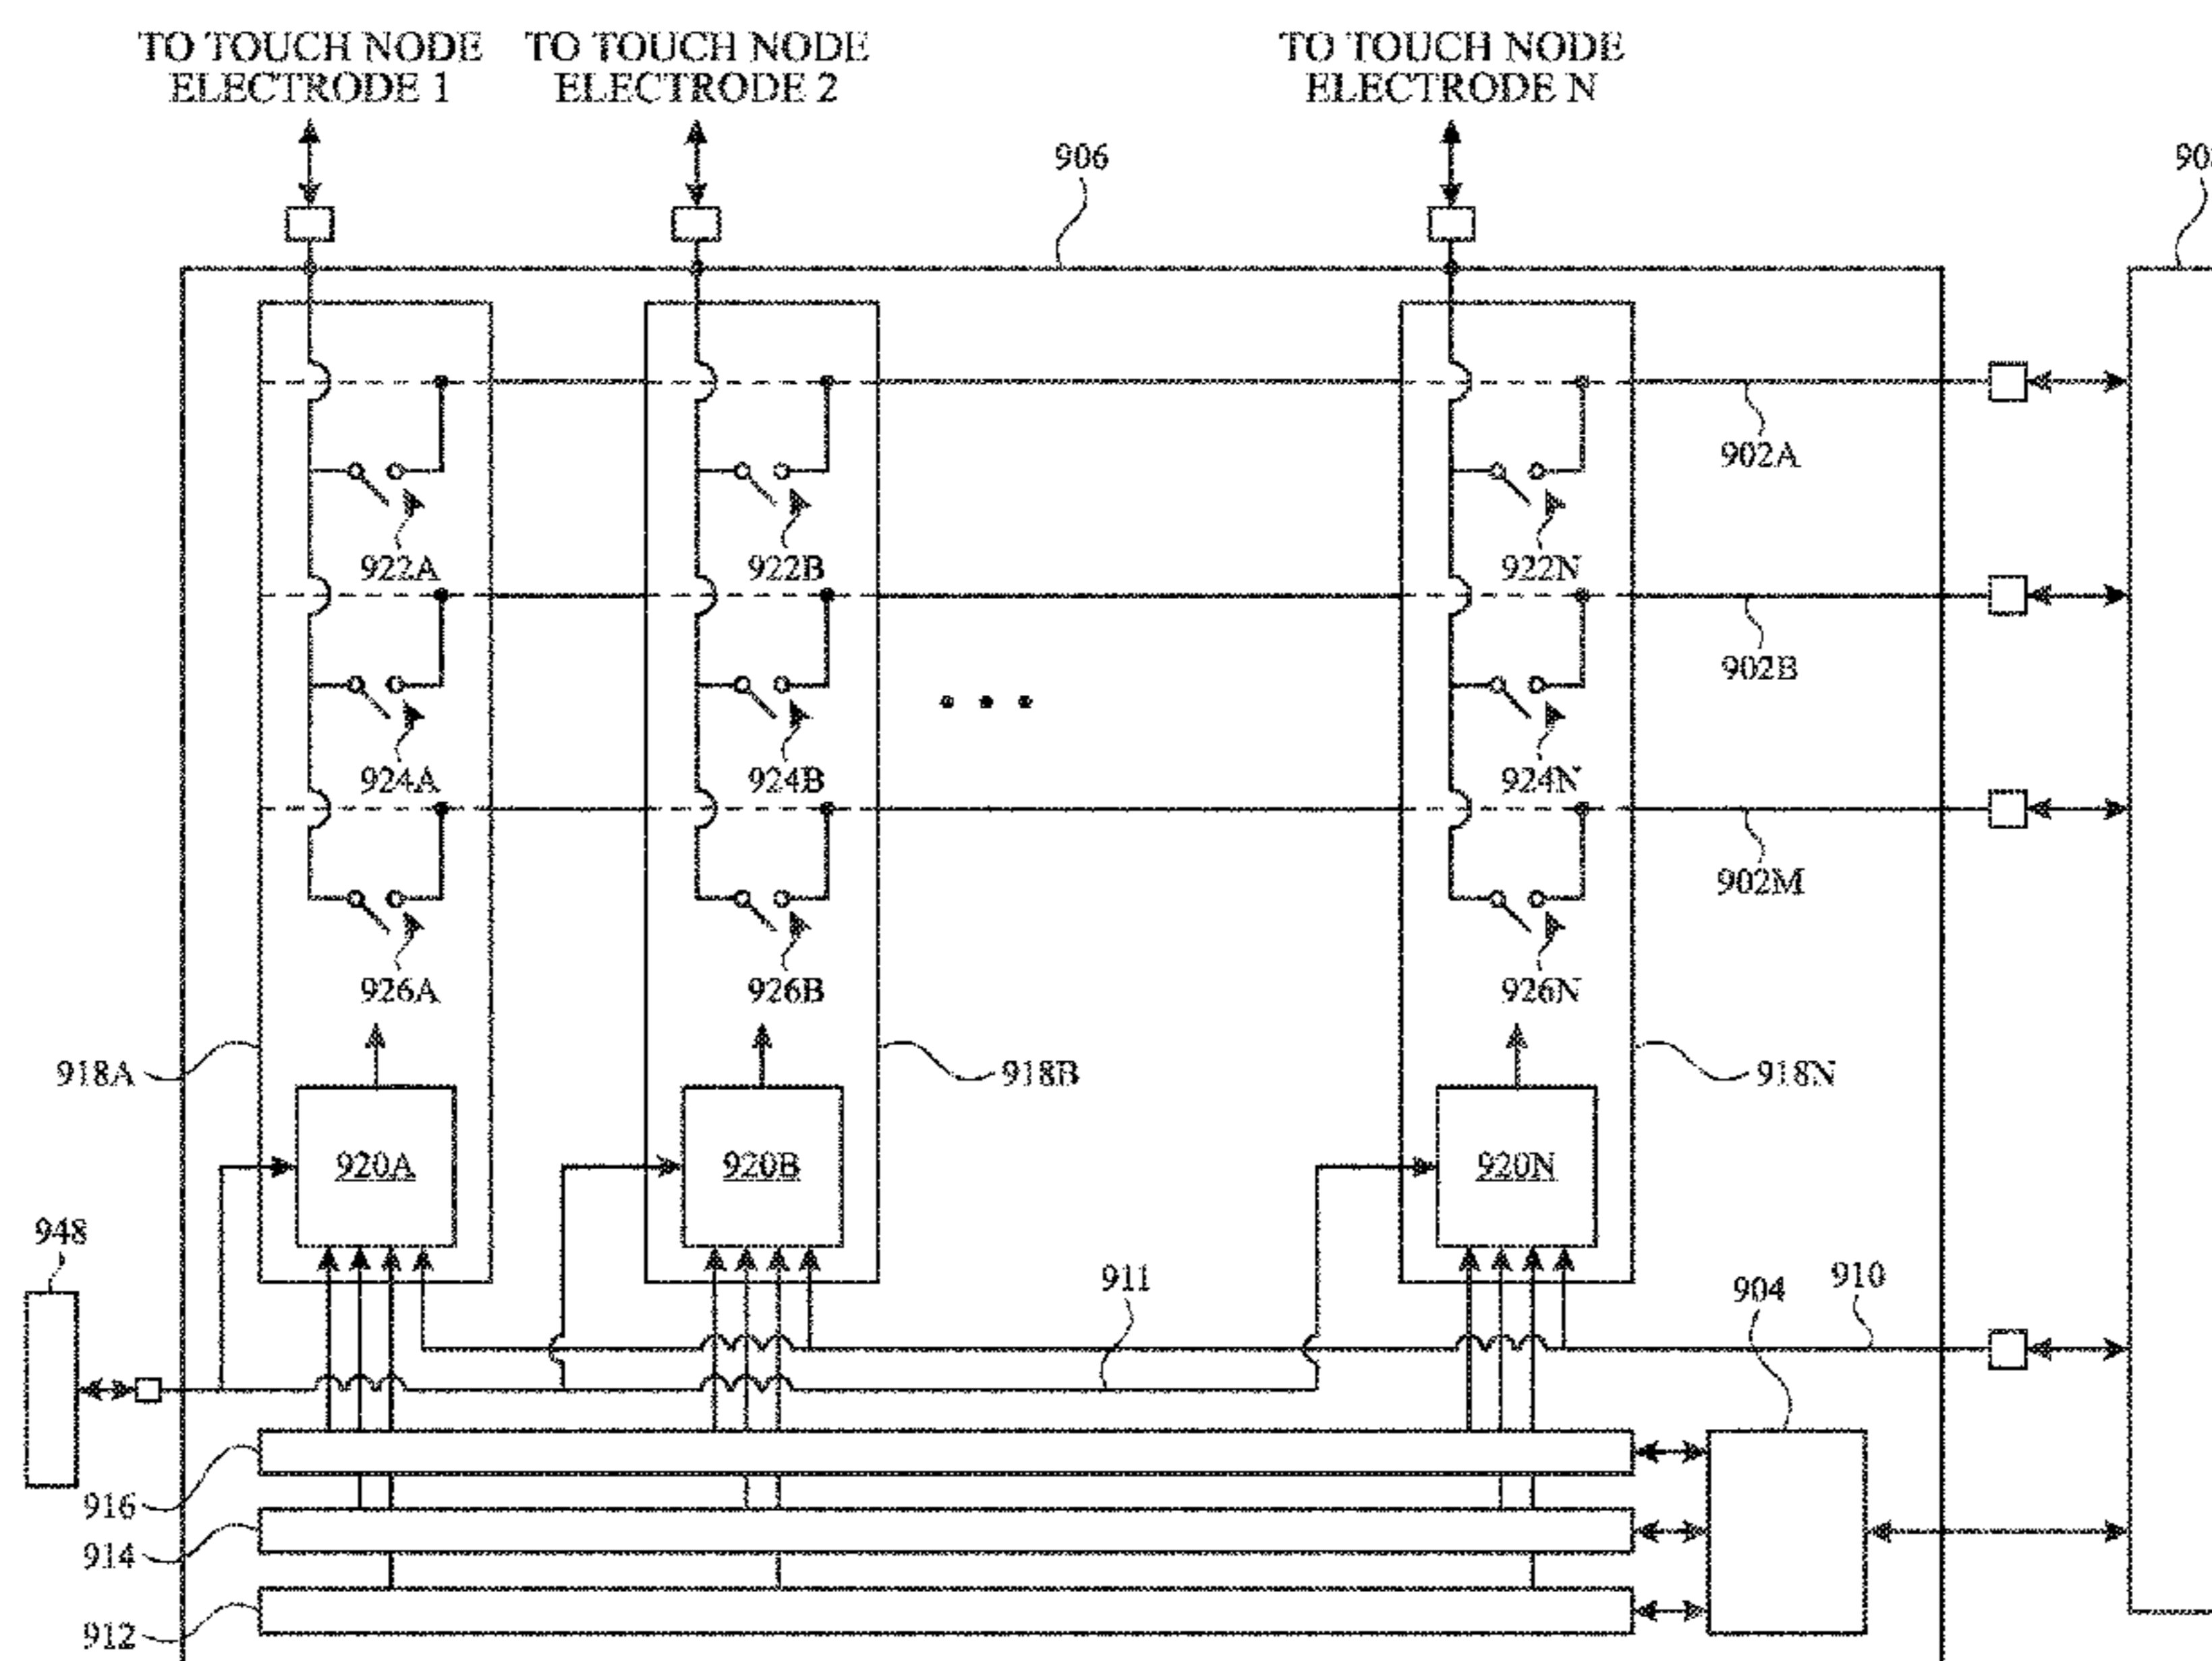 TO TOUCH NODE
ELECTRODE 1
TO TOUCH NODE
ELECTRODE 2
TO TOUCH NODE
ELECTRODE N
906
902A
922A
922B
922N
902B
924A
924B
924N
902M
926A
926B
926N
918A
918B
918N
920A
920B
920N
948
911
904
910
916
914
912